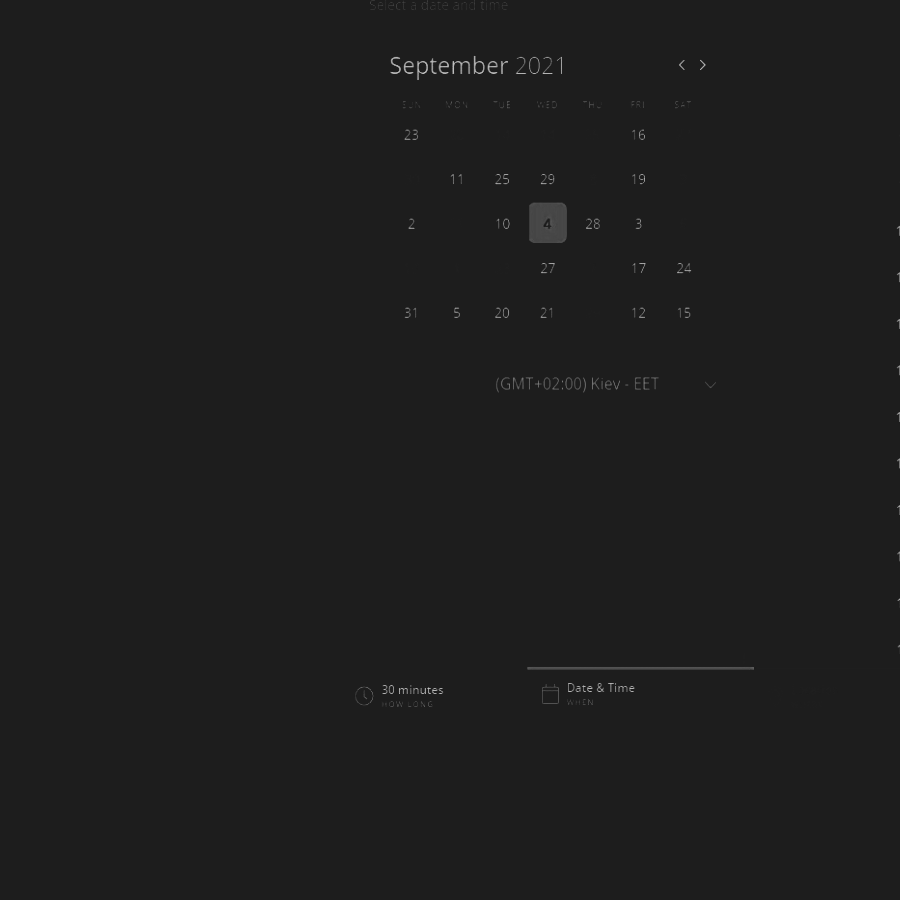 Select a date and time
September 2021
SUN MON TUE WED THU FRI SAT
23 16
11 25 29 19
2 10 4 28 3
27 17 24
31 5 20 21 12 15
(GMT+02:00) Kiev - EET
30 minutes
HOW LONG
Date & Time
WHEN